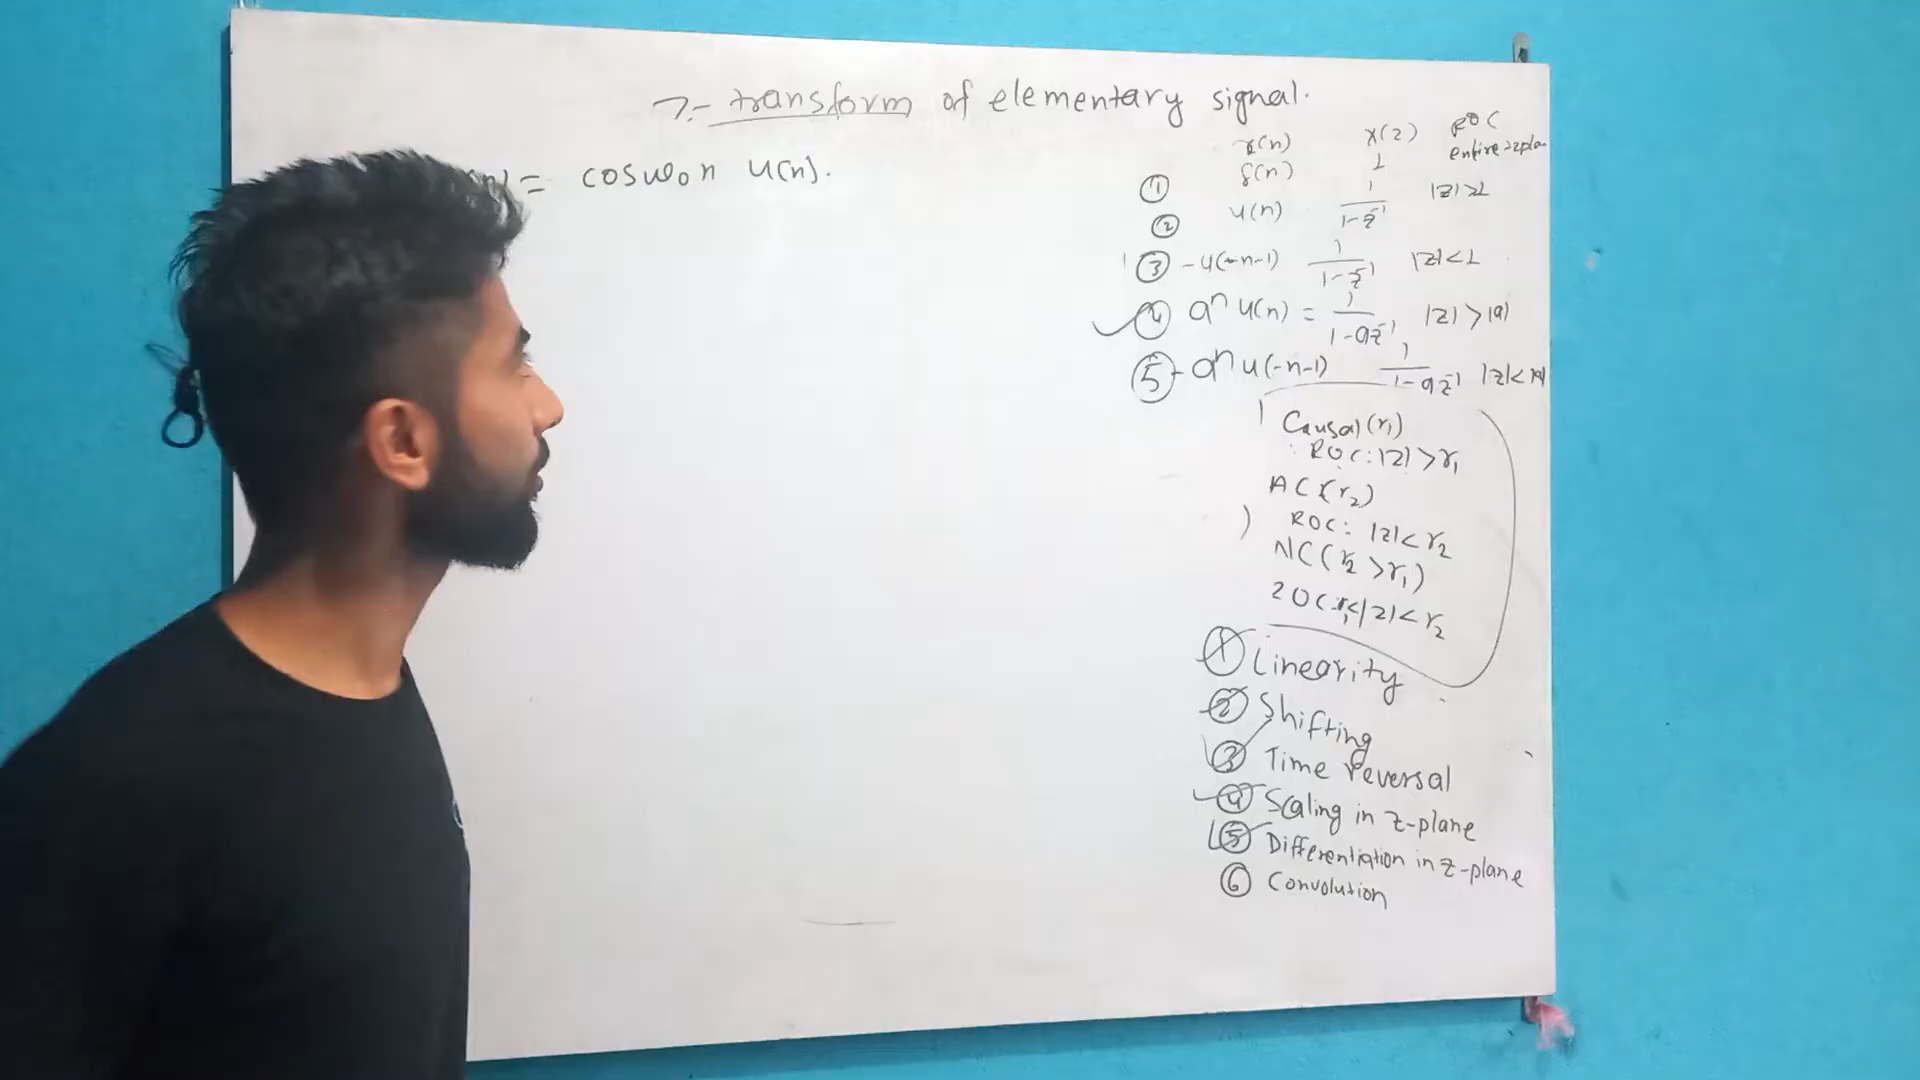 Z-transform of elementary signal.
(n) = cosω₀n u(n).
x(n) X(z) ROC
δ(n) 1 entire z plan
① 
② u(n) 1/(1-z⁻¹) |z|>1
③ -u(-n-1) 1/(1-z⁻¹) |z|<1
④ aⁿ u(n) = 1/(1-az⁻¹) |z|>|a|
⑤ -aⁿ u(-n-1) 1/(1-az⁻¹) |z|<|a|
Causal (r₁)
ROC: |z|>r₁
AC (r₂)
ROC: |z|<r₂
NC (r₂>r₁)
ROC: r₁<|z|<r₂
① Linearity
② Shifting
③ Time reversal
④ Scaling in z-plane
⑤ Differentiation in z-plane
⑥ Convolution